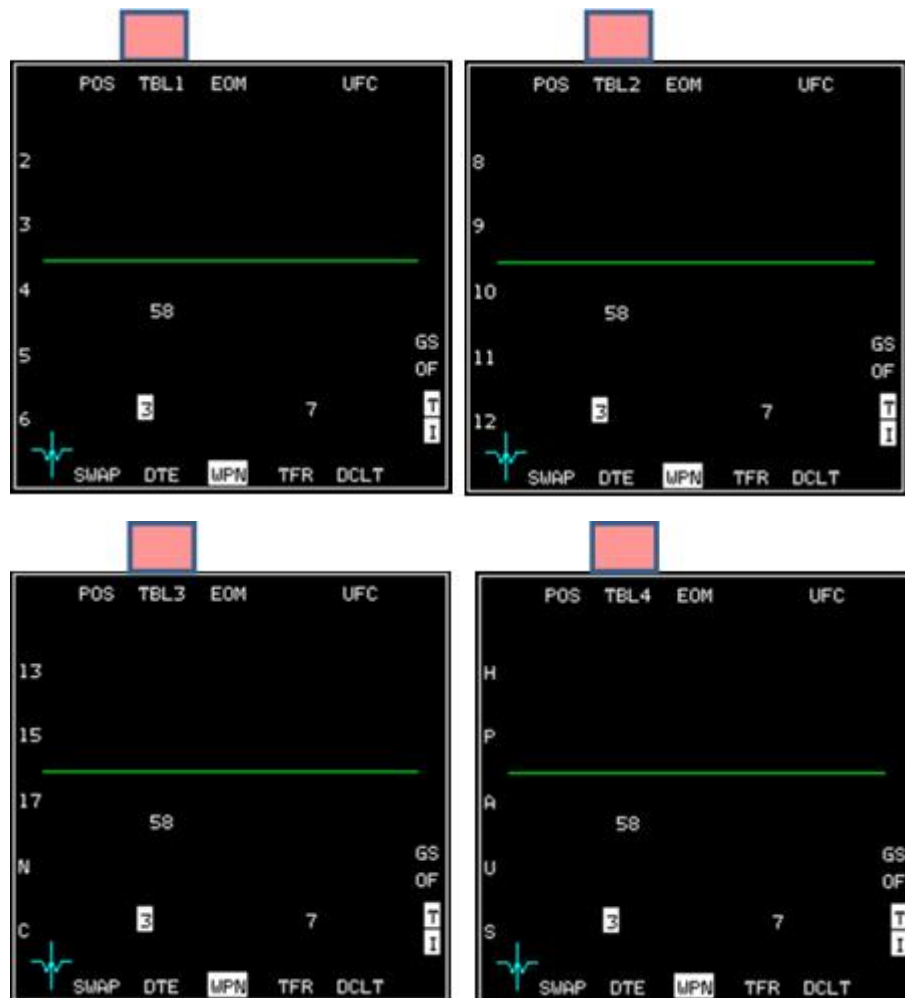 POS TBL1 EOM UFC
2
3
4
58
5
GS
OF
6
3 7
T
I
SWAP DTE WPN TFR DCLT
POS TBL2 EOM UFC
8
9
10
58
11
GS
OF
12
3 7
T
I
SWAP DTE WPN TFR DCLT
POS TBL3 EOM UFC
13
15
17
58
N
GS
OF
C
3 7
T
I
SWAP DTE WPN TFR DCLT
POS TBL4 EOM UFC
H
P
A
58
U
GS
OF
S
3 7
T
I
SWAP DTE WPN TFR DCLT